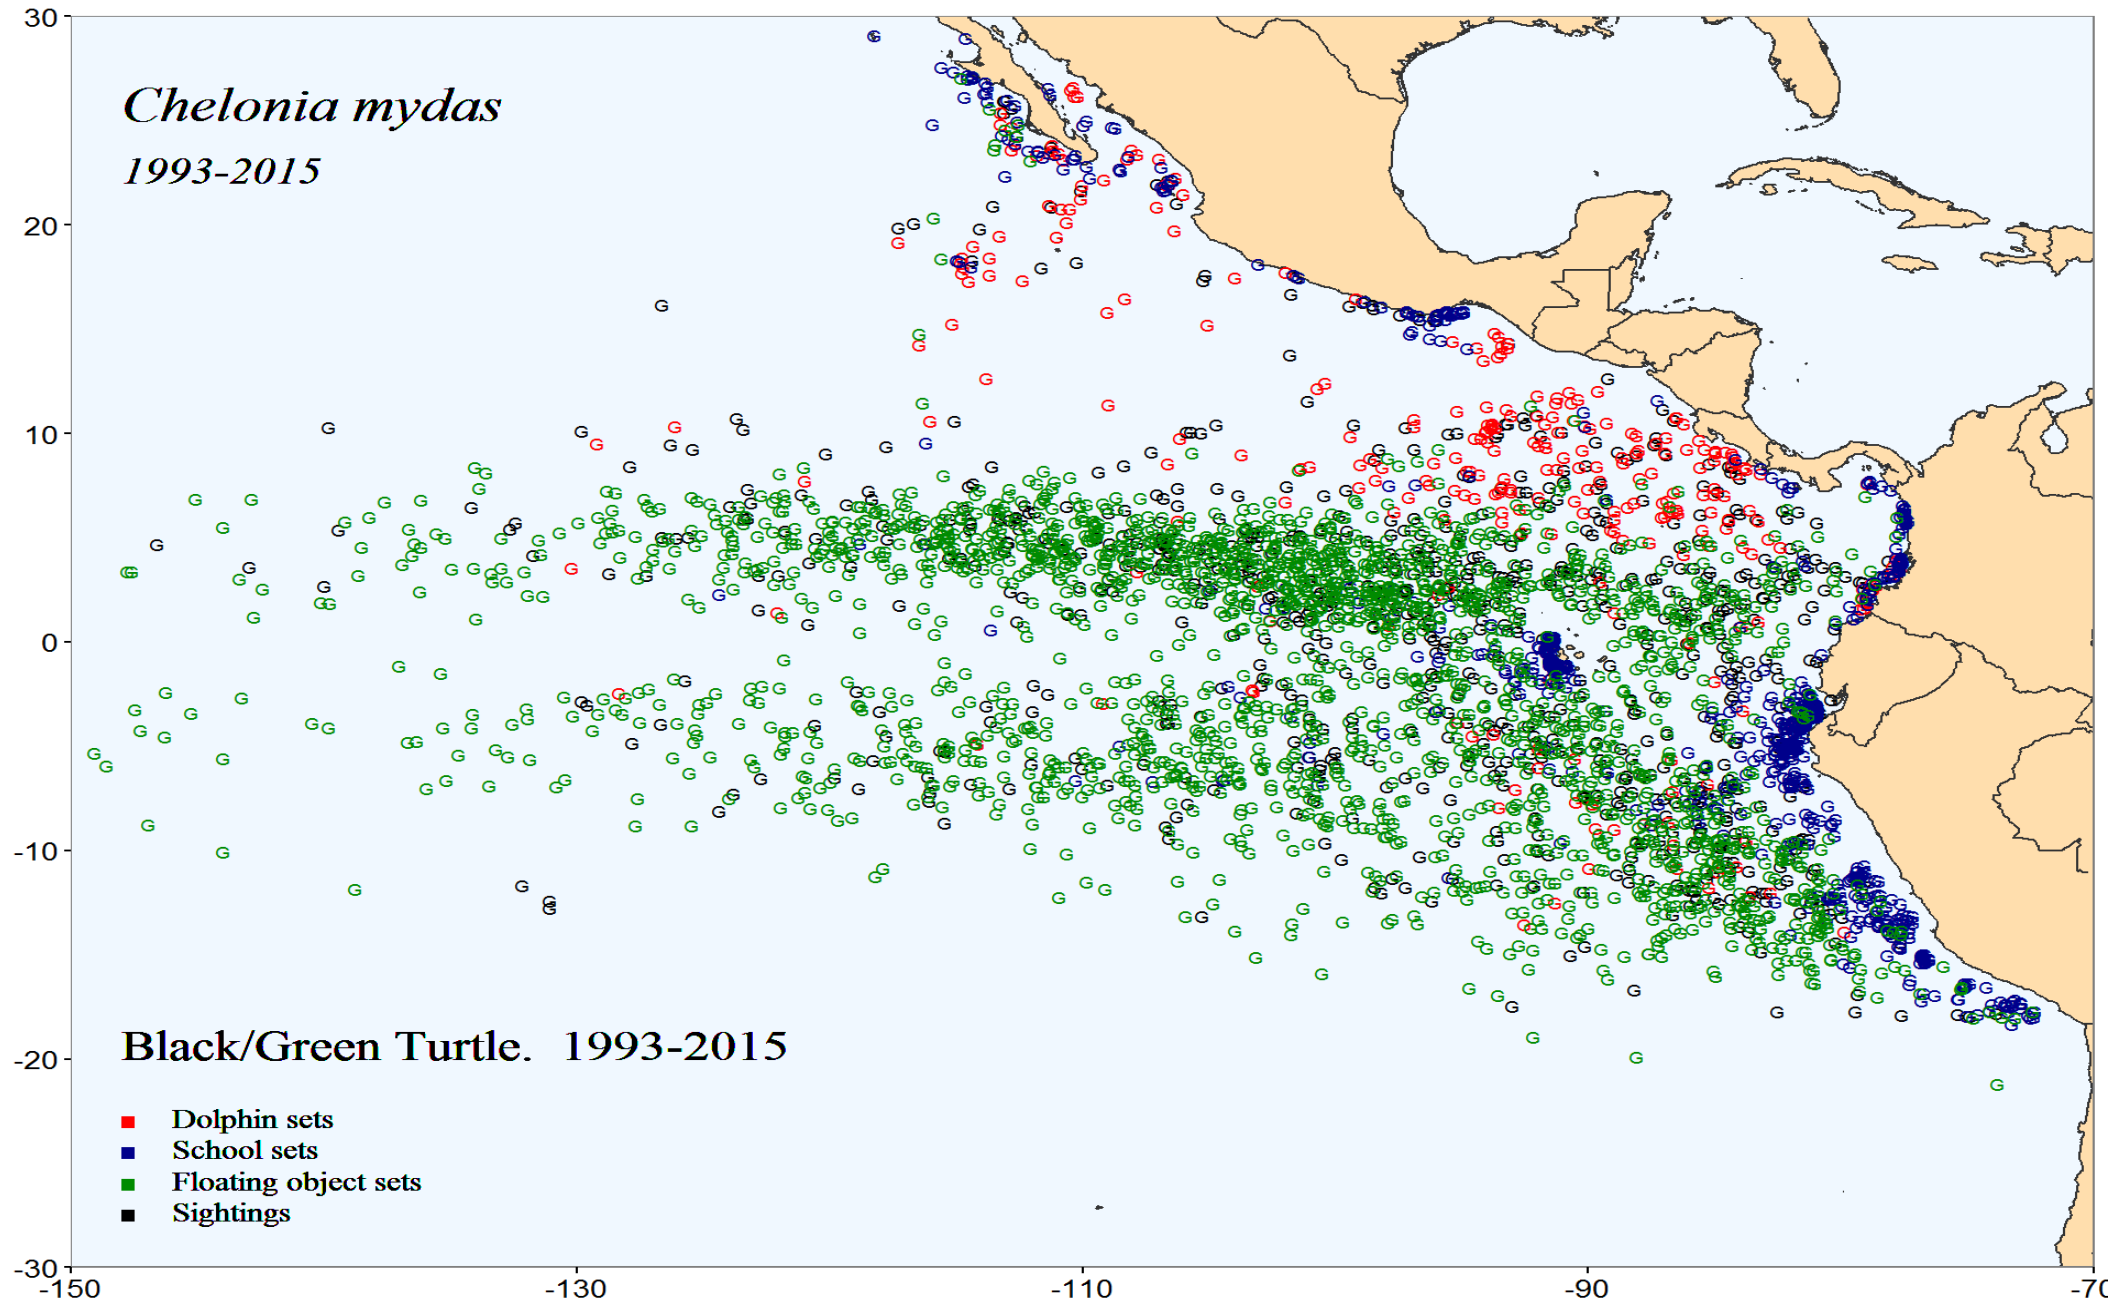 30
Chelonia mydas
1993-2015
20
10
0
-10
Black/Green Turtle. 1993-2015
-20
Dolphin sets
School sets
Floating object sets
Sightings
-30
-150 -130 -110 -90 -70